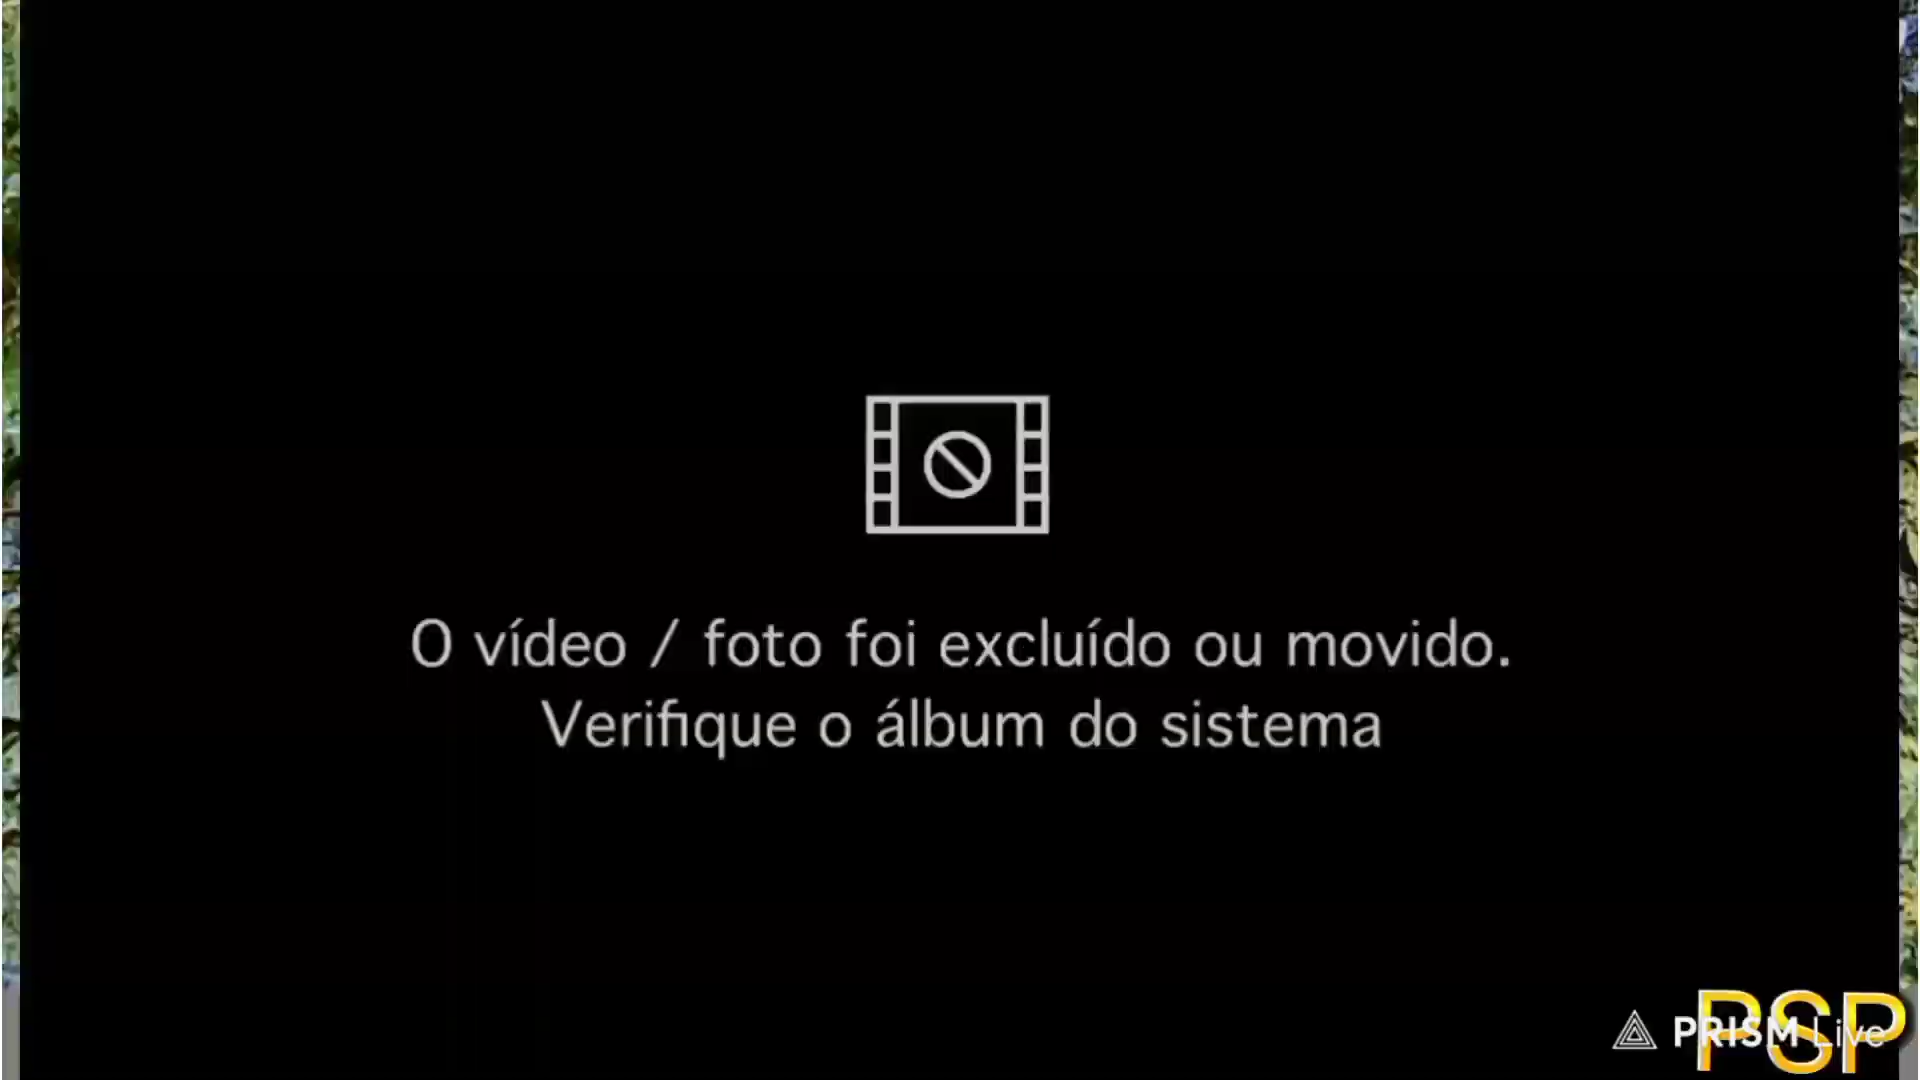 O vídeo / foto foi excluído ou movido.
Verifique o álbum do sistema
PRISM Live
PSP